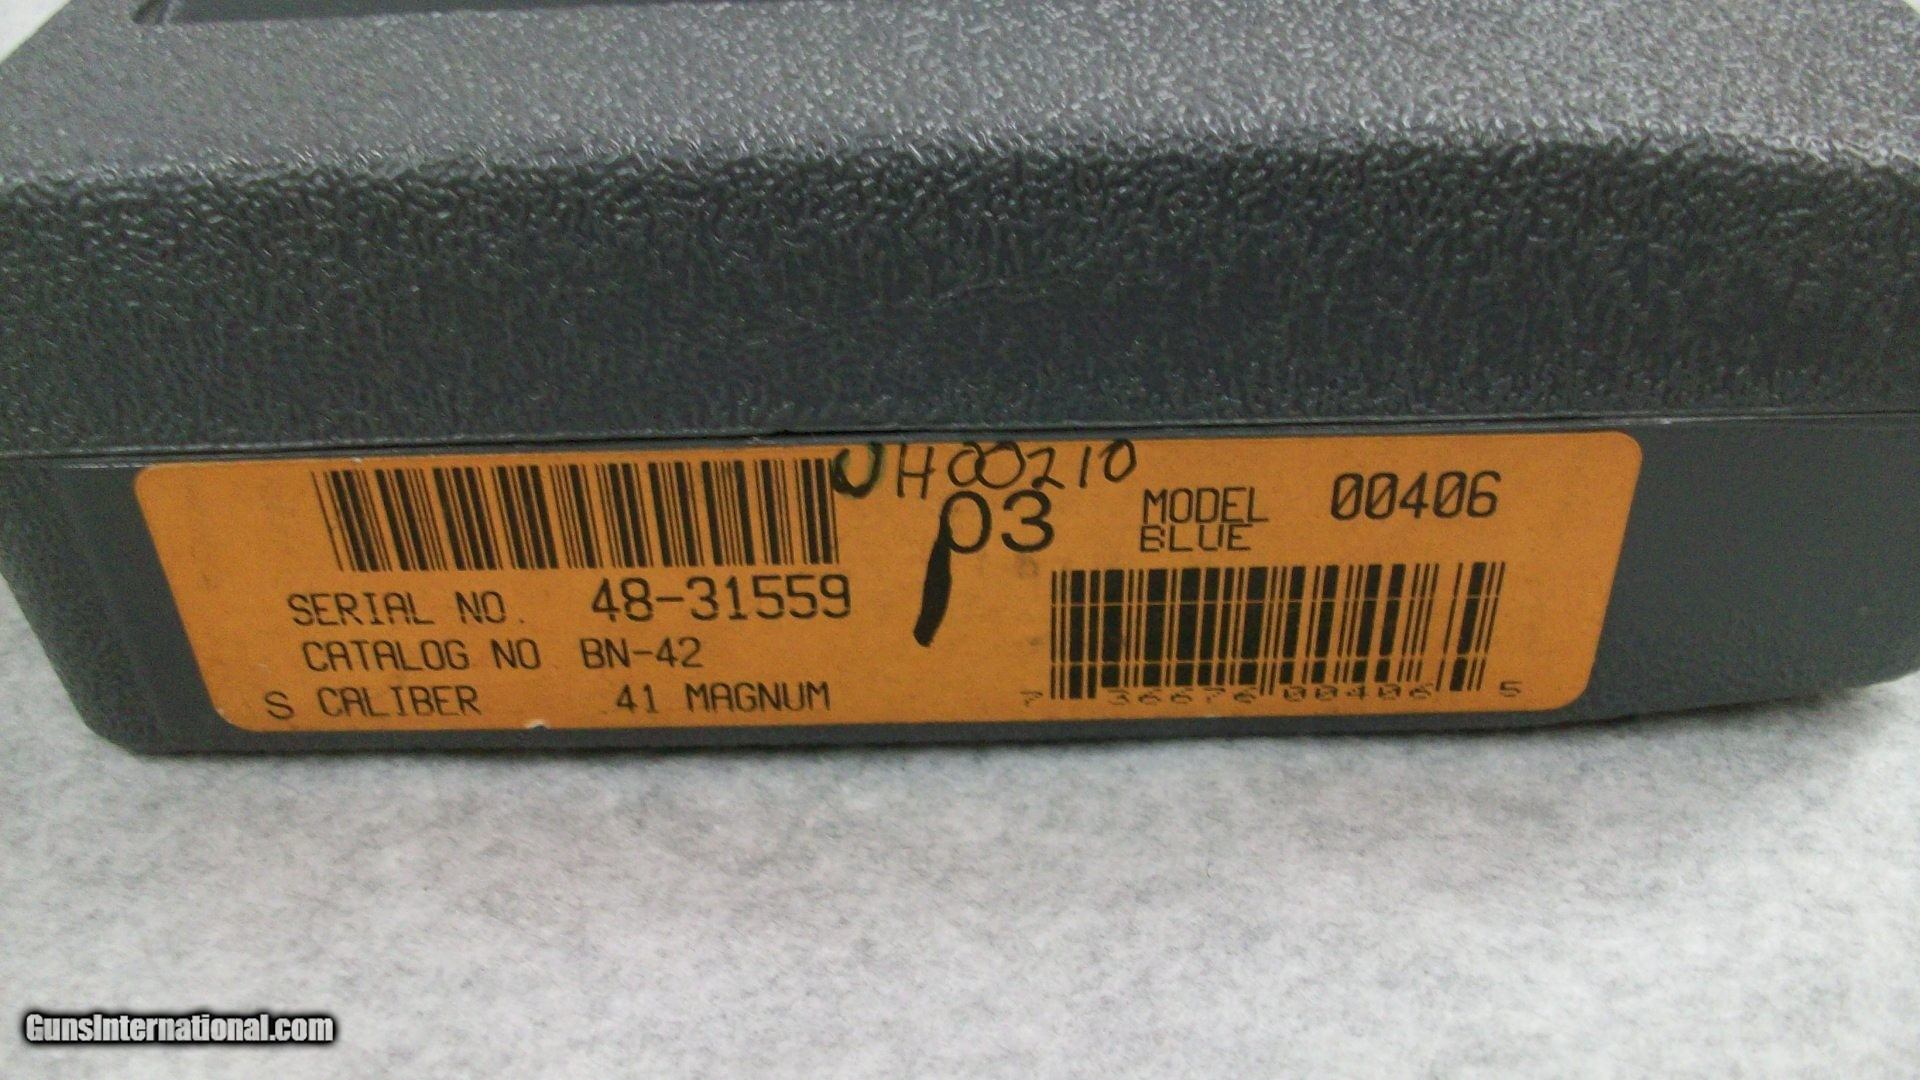 UH00210
p3
MODEL 00406
BLUE
SERIAL NO. 48-31559
CATALOG NO BN-42
S CALIBER .41 MAGNUM
7 36676 00406 5
GunsInternational.com